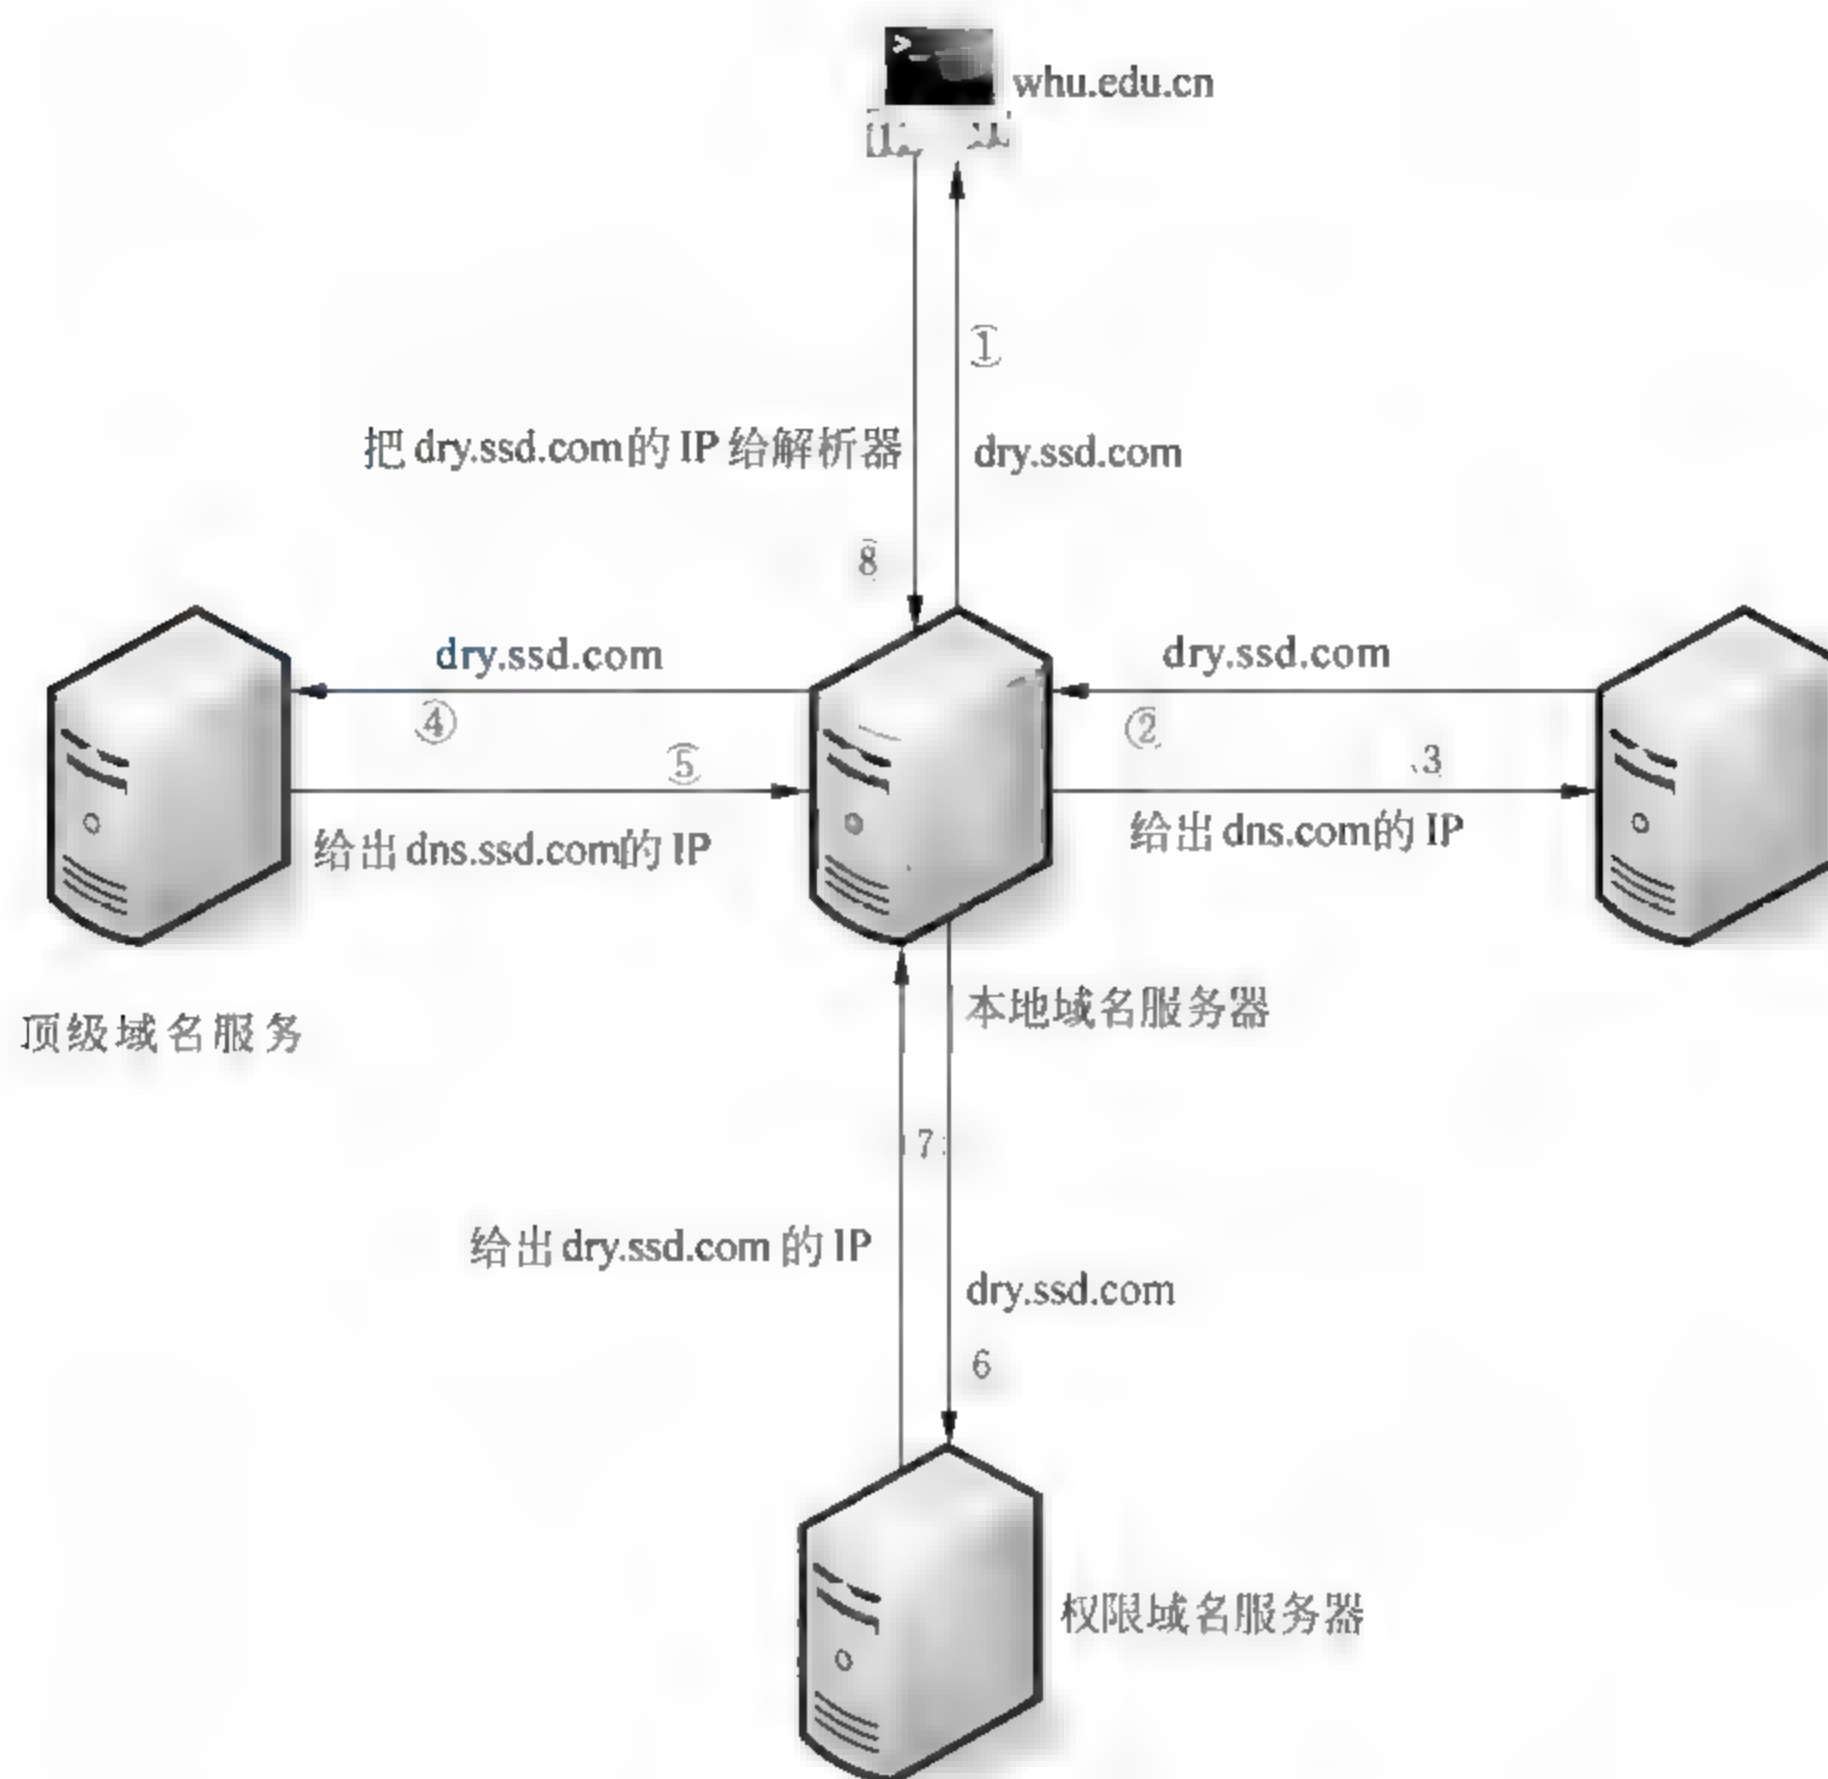 whu.edu.cn
①
把 dry.ssd.com的 IP 给解析器
dry.ssd.com
8
dry.ssd.com
dry.ssd.com
④
②
⑤
3
给出 dns.ssd.com的 IP
给出 dns.com的 IP
本地域名服务器
顶级域名服务
7
给出 dry.ssd.com 的 IP
dry.ssd.com
6
权限域名服务器